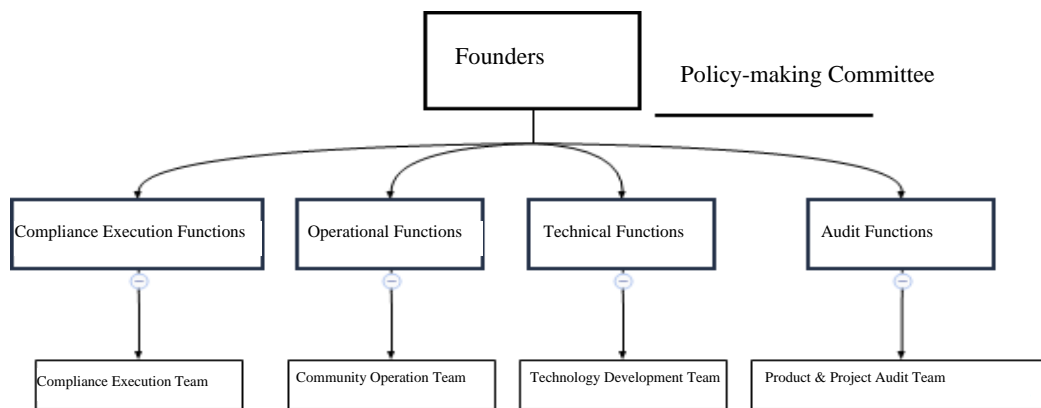 Founders
Policy-making Committee
Compliance Execution Functions
Operational Functions
Technical Functions
Audit Functions
Compliance Execution Team
Community Operation Team
Technology Development Team
Product & Project Audit Team